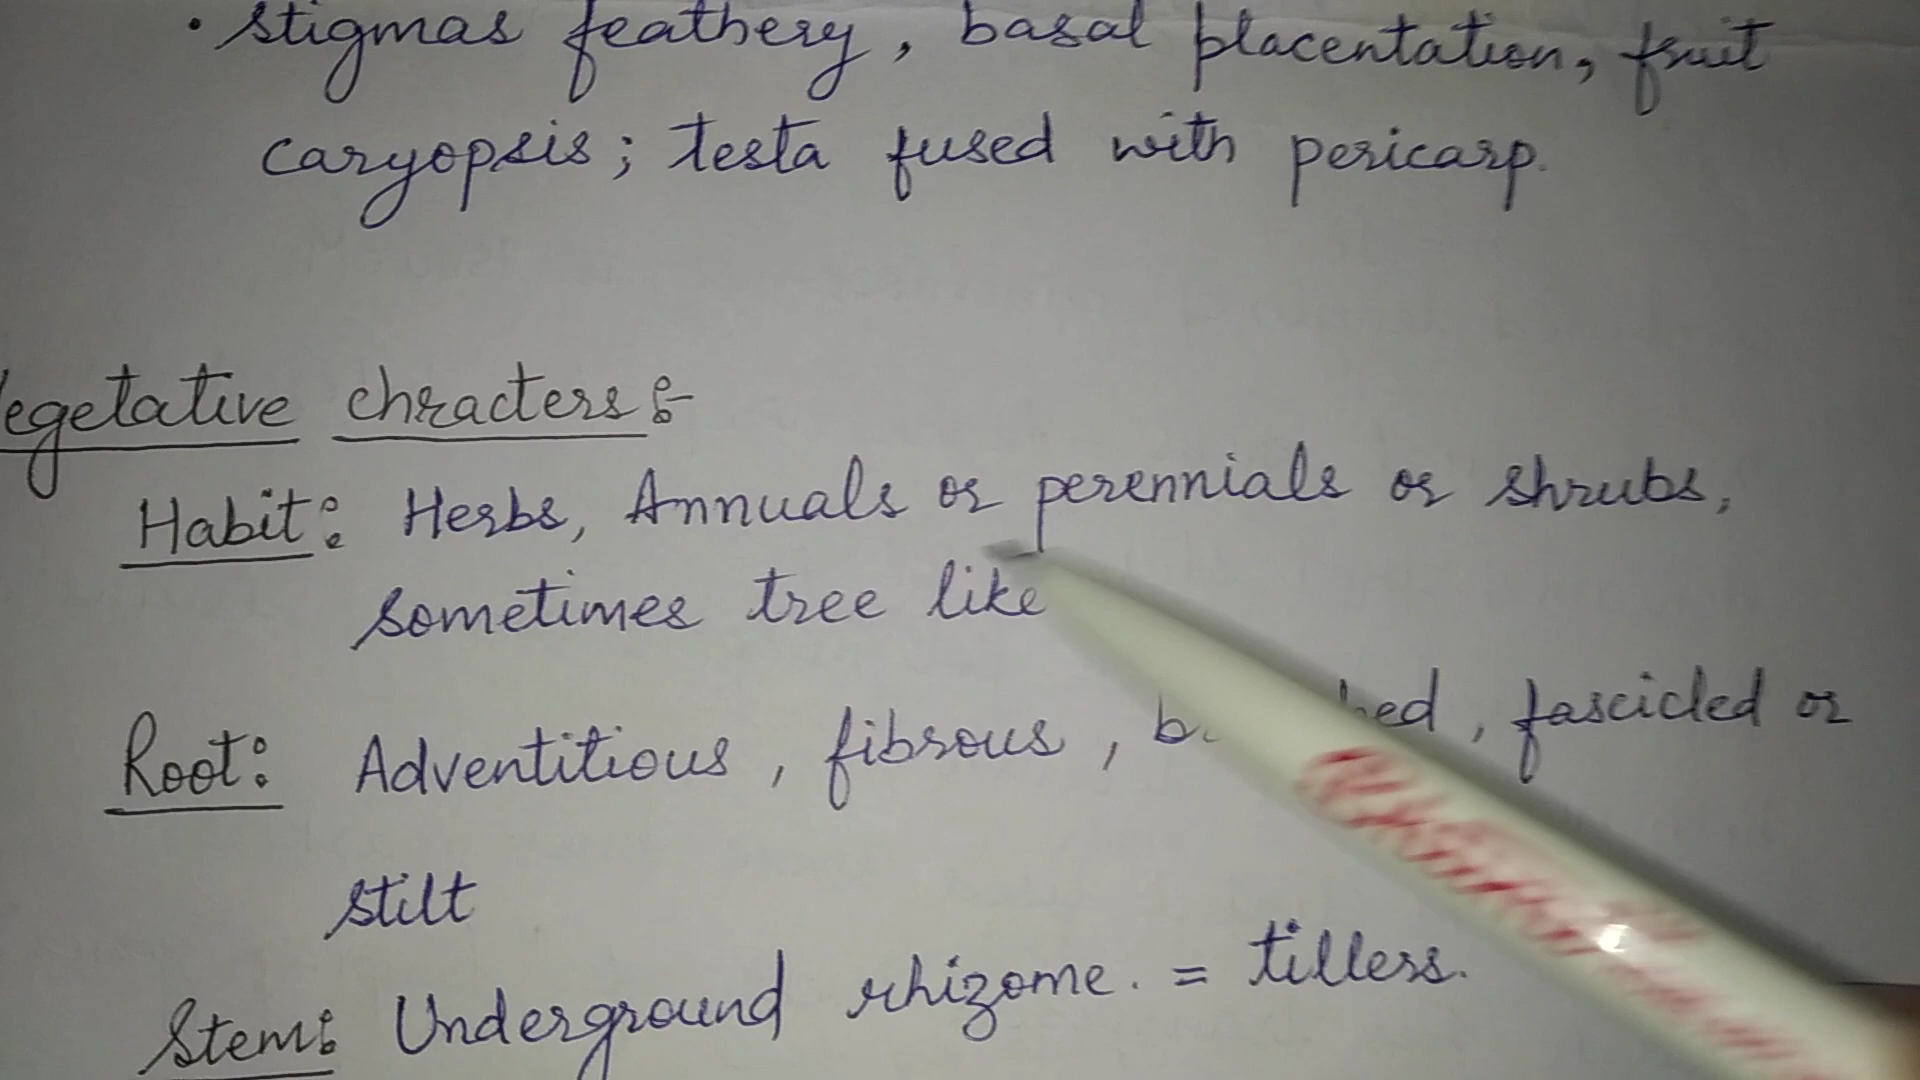 • stigmas feathery, basal placentation, fruit
caryopsis; testa fused with pericarp.
egetative chracters:-
Habit: Herbs, Annuals or perennials or shrubs,
sometimes tree like
Root: Adventitious, fibrous, , fascicled or
stilt
Stem: Underground rhizome. = tillers.